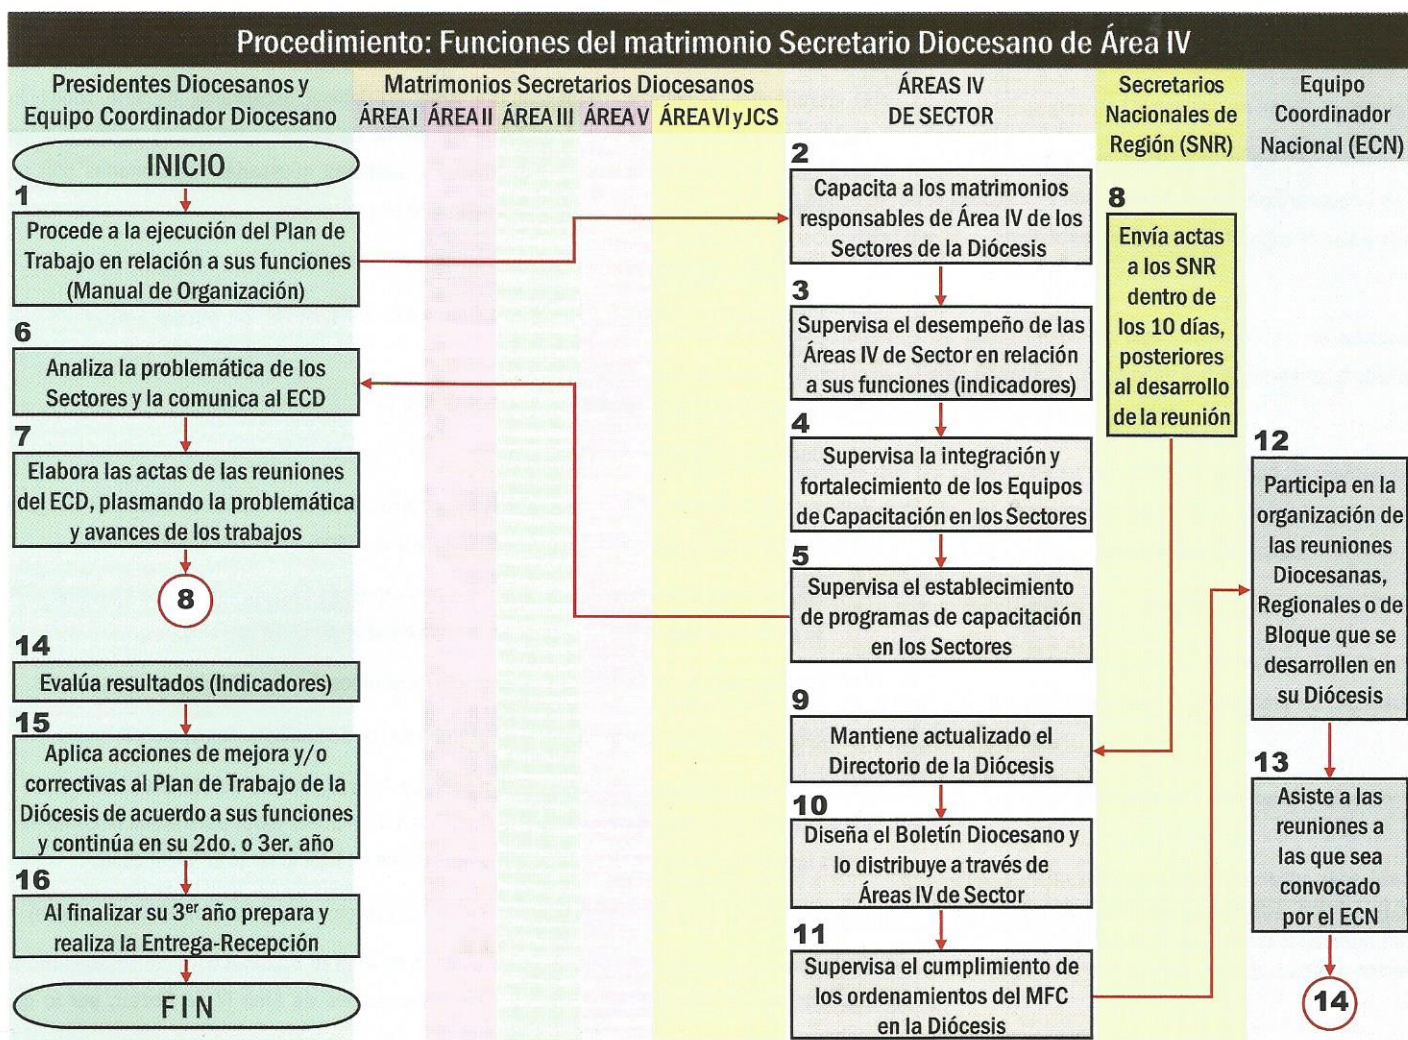 Procedimiento: Funciones del matrimonio Secretario Diocesano de Área IV
Presidentes Diocesanos y
Equipo Coordinador Diocesano
Matrimonios Secretarios Diocesanos
ÁREA I
ÁREA II
ÁREA III
ÁREA V
ÁREA VI y JCS
ÁREAS IV
DE SECTOR
Secretarios
Nacionales de
Región (SNR)
Equipo
Coordinador
Nacional (ECN)
INICIO
1
Procede a la ejecución del Plan de
Trabajo en relación a sus funciones
(Manual de Organización)
2
Capacita a los matrimonios
responsables de Área IV de los
Sectores de la Diócesis
3
Supervisa el desempeño de las
Áreas IV de Sector en relación
a sus funciones (indicadores)
4
Supervisa la integración y
fortalecimiento de los Equipos
de Capacitación en los Sectores
5
Supervisa el establecimiento
de programas de capacitación
en los Sectores
6
Analiza la problemática de los
Sectores y la comunica al ECD
7
Elabora las actas de las reuniones
del ECD, plasmando la problemática
y avances de los trabajos
8
8
Envía actas
a los SNR
dentro de
los 10 días,
posteriores
al desarrollo
de la reunión
9
Mantiene actualizado el
Directorio de la Diócesis
10
Diseña el Boletín Diocesano y
lo distribuye a través de
Áreas IV de Sector
11
Supervisa el cumplimiento de
los ordenamientos del MFC
en la Diócesis
12
Participa en la
organización de
las reuniones
Diocesanas,
Regionales o de
Bloque que se
desarrollen en
su Diócesis
13
Asiste a las
reuniones a
las que sea
convocado
por el ECN
14
14
Evalúa resultados (Indicadores)
15
Aplica acciones de mejora y/o
correctivas al Plan de Trabajo de la
Diócesis de acuerdo a sus funciones
y continúa en su 2do. o 3er. año
16
Al finalizar su 3er año prepara y
realiza la Entrega-Recepción
FIN